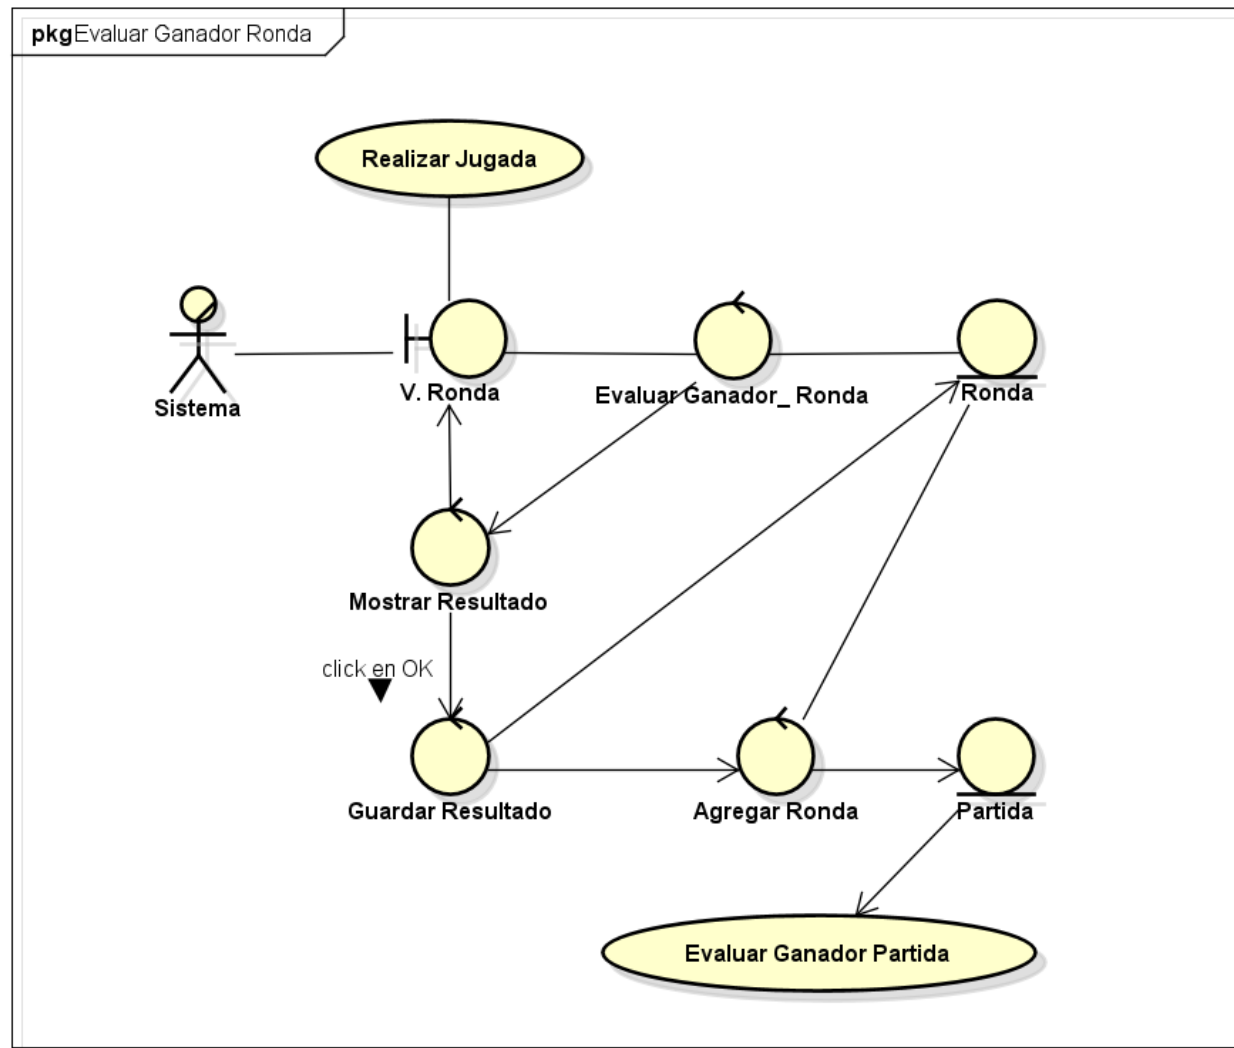 pkgEvaluar Ganador Ronda
Realizar Jugada
Sistema
V. Ronda
Evaluar Ganador_ Ronda
Ronda
Mostrar Resultado
click en OK
Guardar Resultado
Agregar Ronda
Partida
Evaluar Ganador Partida